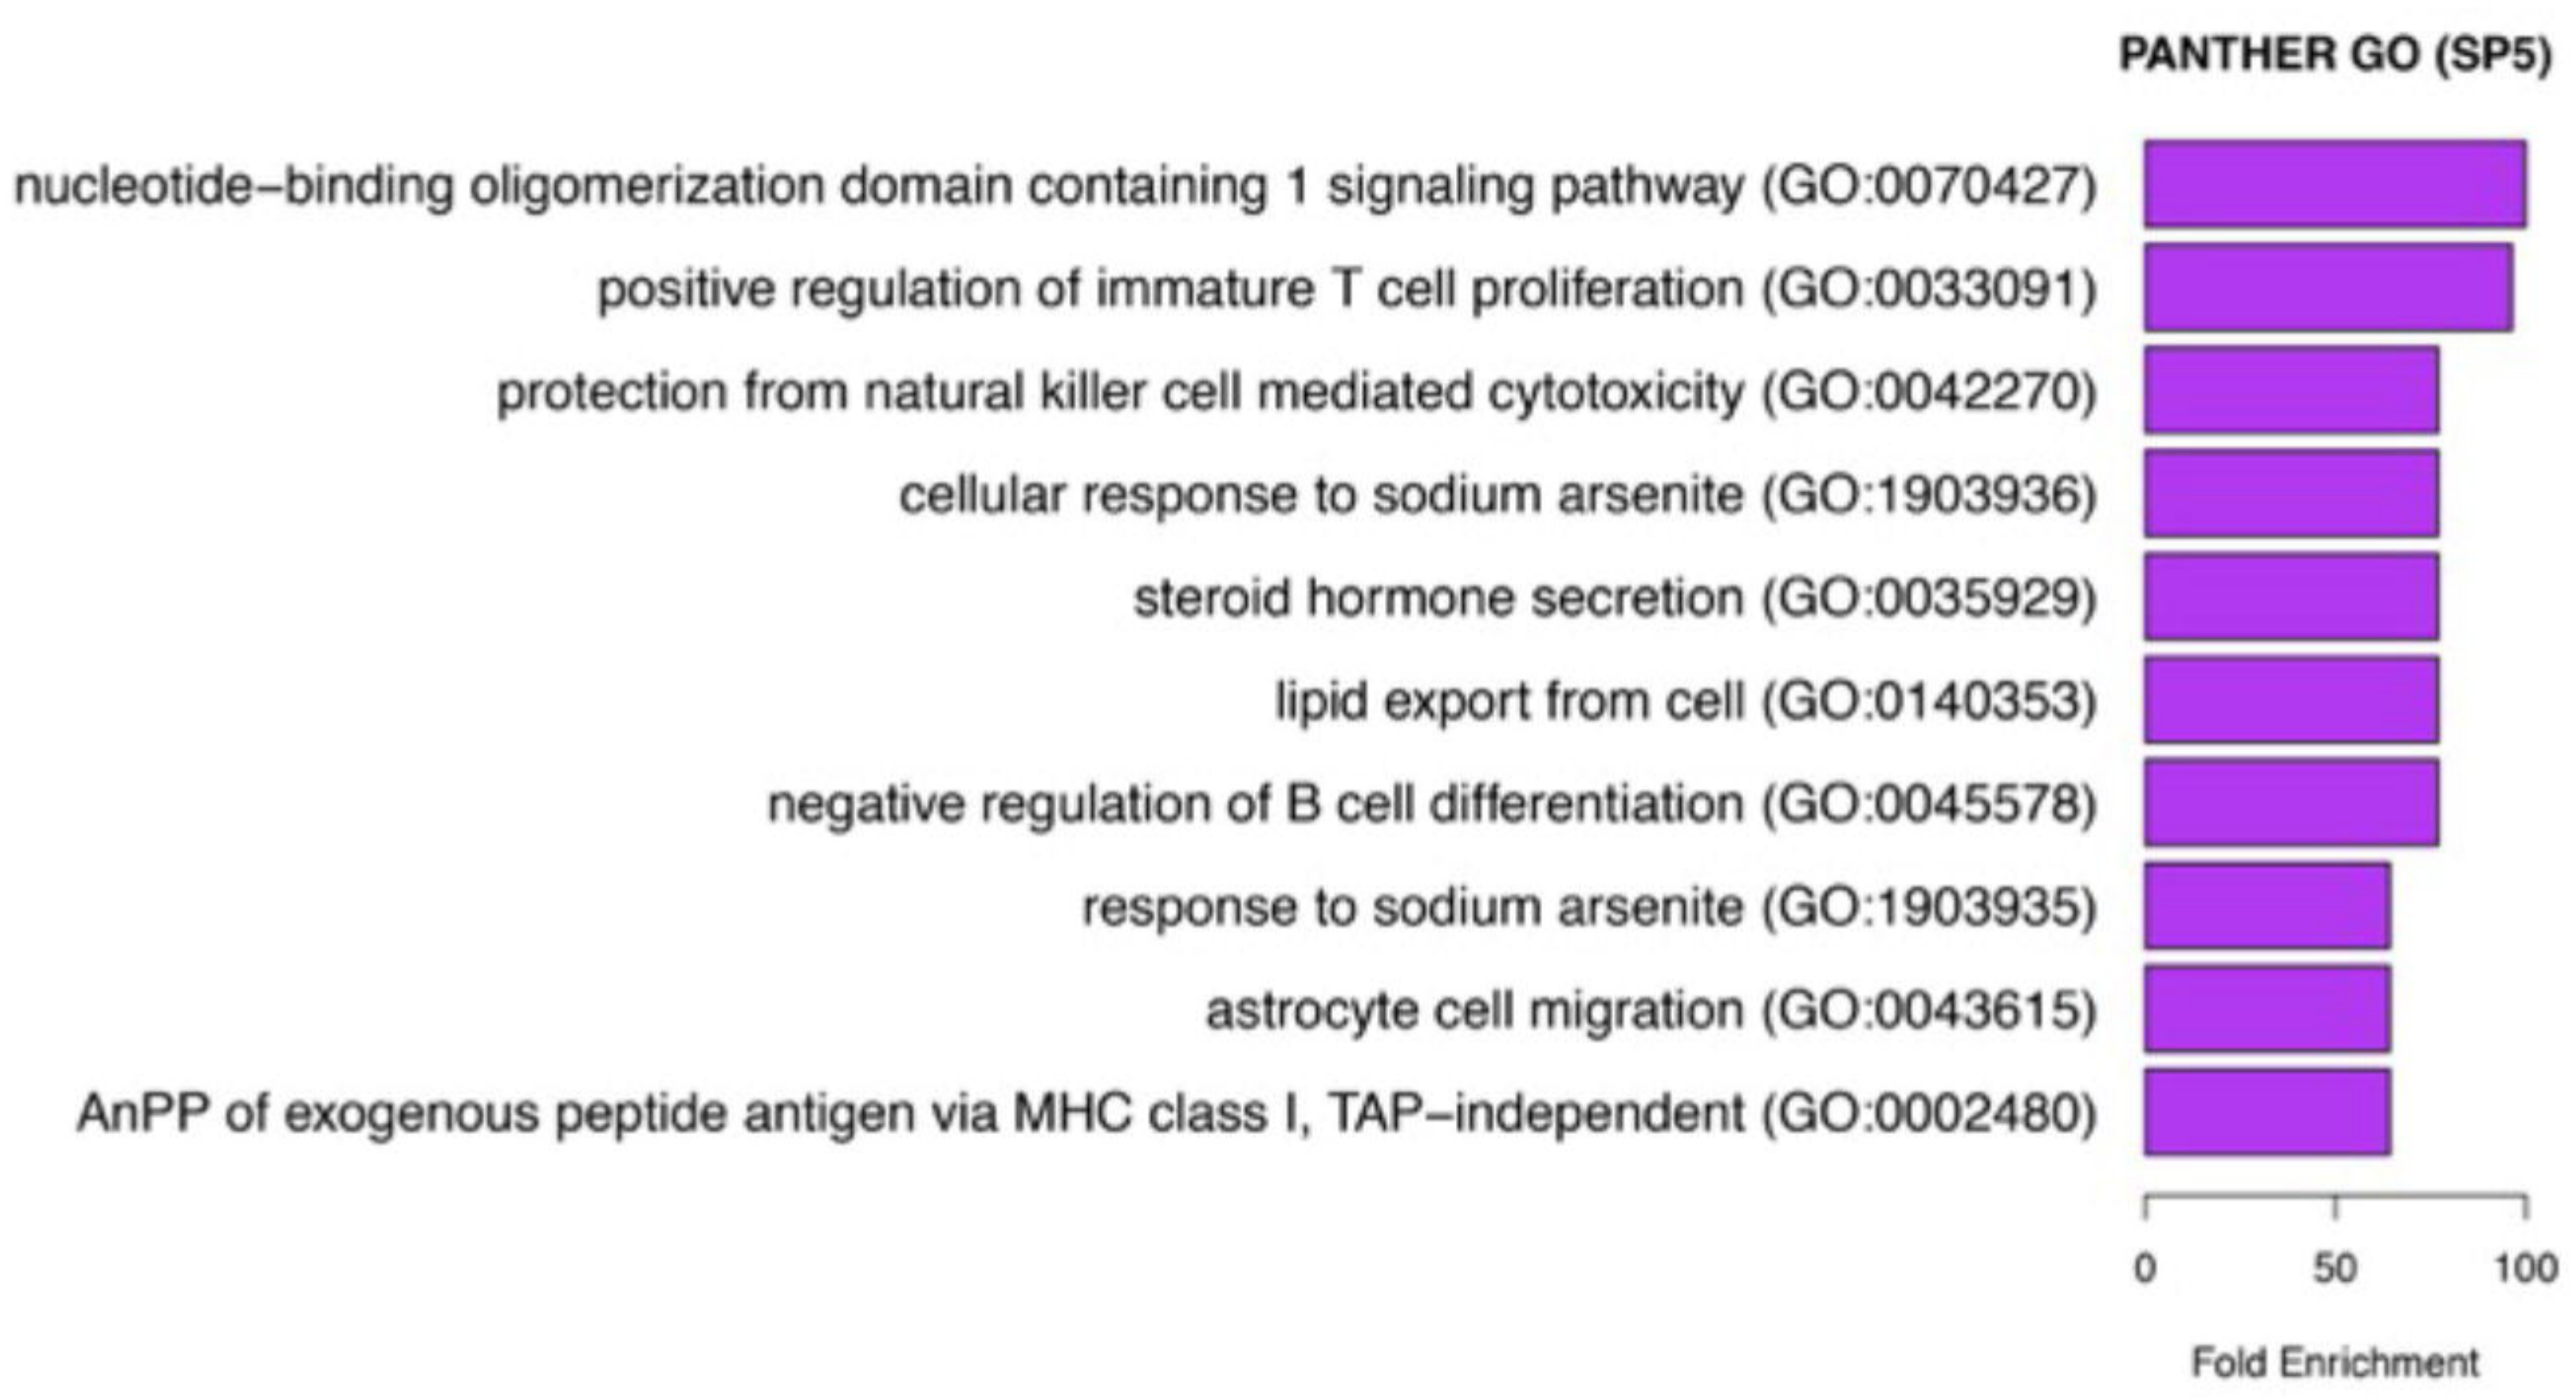 PANTHER GO (SP5)
nucleotide–binding oligomerization domain containing 1 signaling pathway (GO:0070427)
positive regulation of immature T cell proliferation (GO:0033091)
protection from natural killer cell mediated cytotoxicity (GO:0042270)
cellular response to sodium arsenite (GO:1903936)
steroid hormone secretion (GO:0035929)
lipid export from cell (GO:0140353)
negative regulation of B cell differentiation (GO:0045578)
response to sodium arsenite (GO:1903935)
astrocyte cell migration (GO:0043615)
AnPP of exogenous peptide antigen via MHC class I, TAP–independent (GO:0002480)
0 50 100
Fold Enrichment